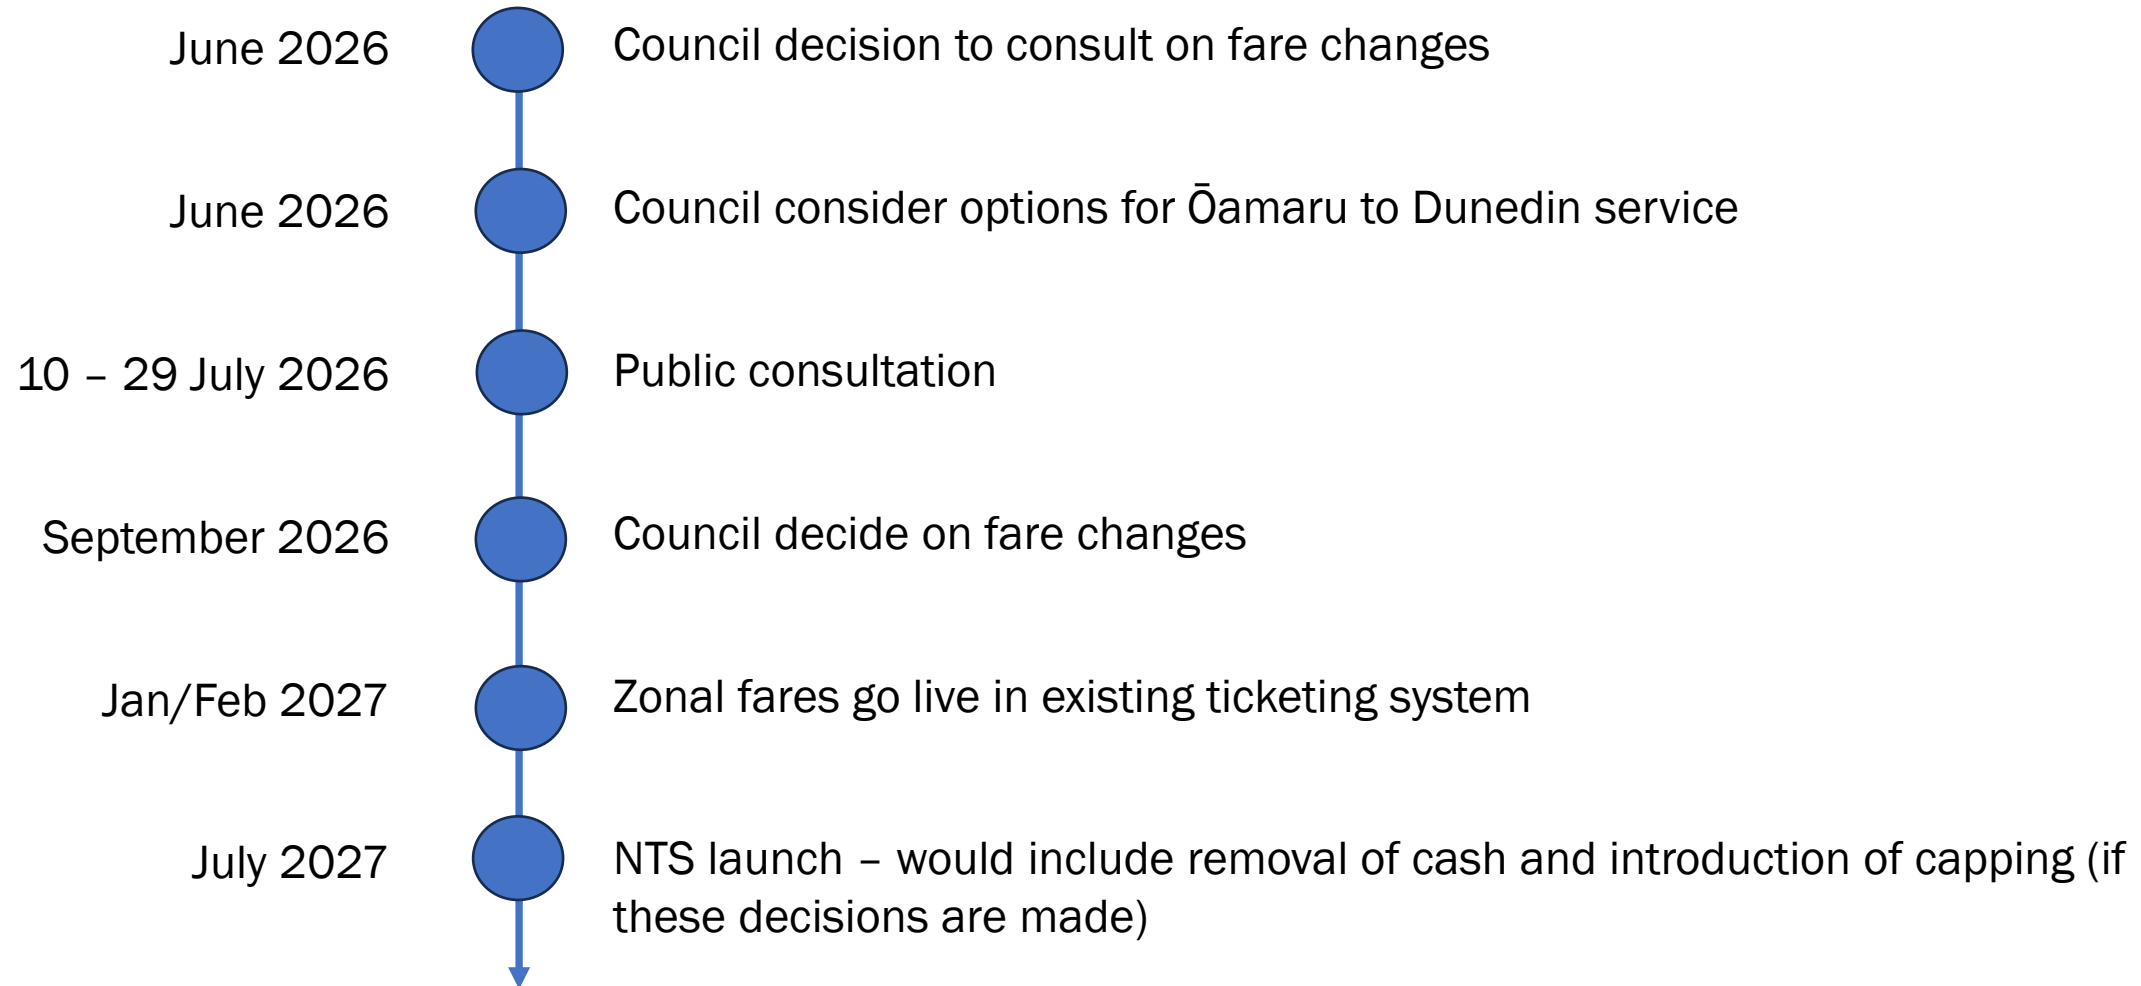 June 2026
Council decision to consult on fare changes
June 2026
Council consider options for Ōamaru to Dunedin service
10 – 29 July 2026
Public consultation
September 2026
Council decide on fare changes
Jan/Feb 2027
Zonal fares go live in existing ticketing system
July 2027
NTS launch – would include removal of cash and introduction of capping (if
these decisions are made)